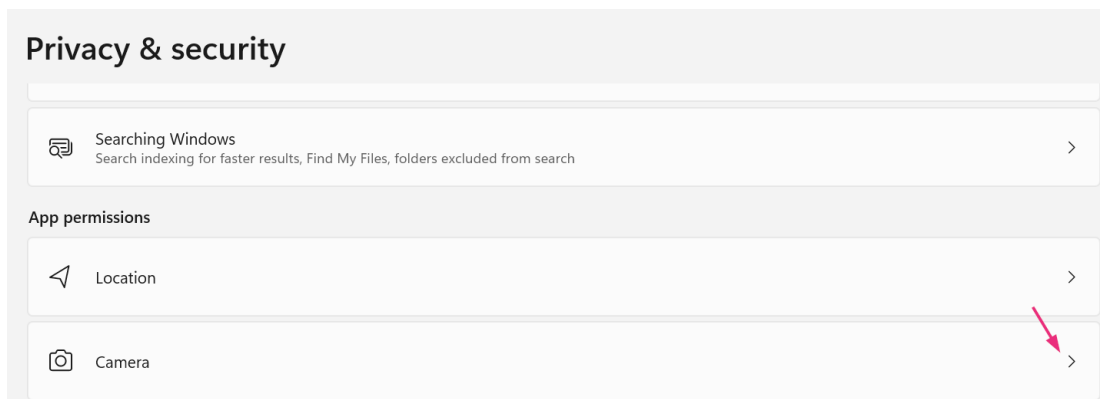 Privacy & security
Searching Windows
Search indexing for faster results, Find My Files, folders excluded from search
App permissions
Location
Camera